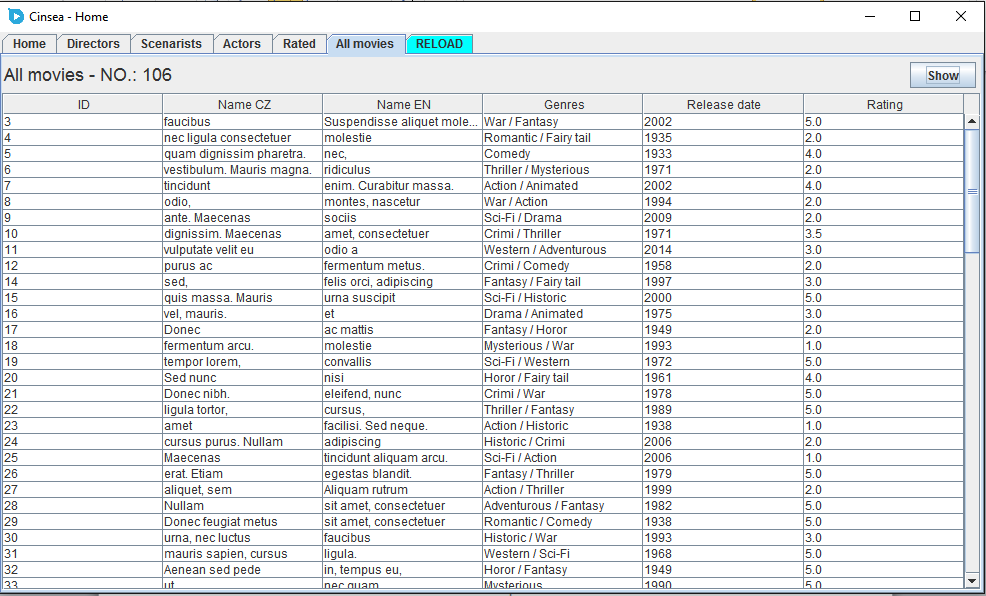 Cinsea - Home
Home Directors Scenarists Actors Rated All movies RELOAD
All movies - NO.: 106 Show
ID Name CZ Name EN Genres Release date Rating
3 faucibus Suspendisse aliquet mole... War / Fantasy 2002 5.0
4 nec ligula consectetuer molestie Romantic / Fairy tail 1935 2.0
5 quam dignissim pharetra. nec, Comedy 1933 4.0
6 vestibulum. Mauris magna. ridiculus Thriller / Mysterious 1971 2.0
7 tincidunt enim. Curabitur massa. Action / Animated 2002 4.0
8 odio, montes, nascetur War / Action 1994 2.0
9 ante. Maecenas sociis Sci-Fi / Drama 2009 2.0
10 dignissim. Maecenas amet, consectetuer Crimi / Thriller 1971 3.5
11 vulputate velit eu odio a Western / Adventurous 2014 3.0
12 purus ac fermentum metus. Crimi / Comedy 1958 2.0
14 sed, felis orci, adipiscing Fantasy / Fairy tail 1997 3.0
15 quis massa. Mauris urna suscipit Sci-Fi / Historic 2000 5.0
16 vel, mauris. et Drama / Animated 1975 3.0
17 Donec ac mattis Fantasy / Horor 1949 2.0
18 fermentum arcu. molestie Mysterious / War 1993 1.0
19 tempor lorem, convallis Sci-Fi / Western 1972 5.0
20 Sed nunc nisi Horor / Fairy tail 1961 4.0
21 Donec nibh. eleifend, nunc Crimi / War 1978 5.0
22 ligula tortor, cursus, Thriller / Fantasy 1989 5.0
23 amet facilisi. Sed neque. Action / Historic 1938 1.0
24 cursus purus. Nullam adipiscing Historic / Crimi 2006 2.0
25 Maecenas tincidunt aliquam arcu. Sci-Fi / Action 2006 1.0
26 erat. Etiam egestas blandit. Fantasy / Thriller 1979 5.0
27 aliquet, sem Aliquam rutrum Action / Thriller 1999 2.0
28 Nullam sit amet, consectetuer Adventurous / Fantasy 1982 5.0
29 Donec feugiat metus sit amet, consectetuer Romantic / Comedy 1938 5.0
30 urna, nec luctus faucibus Historic / War 1993 3.0
31 mauris sapien, cursus ligula. Western / Sci-Fi 1968 5.0
32 Aenean sed pede in, tempus eu, Horor / Fantasy 1949 5.0
33 ut nec quam Mysterious 1990 5.0